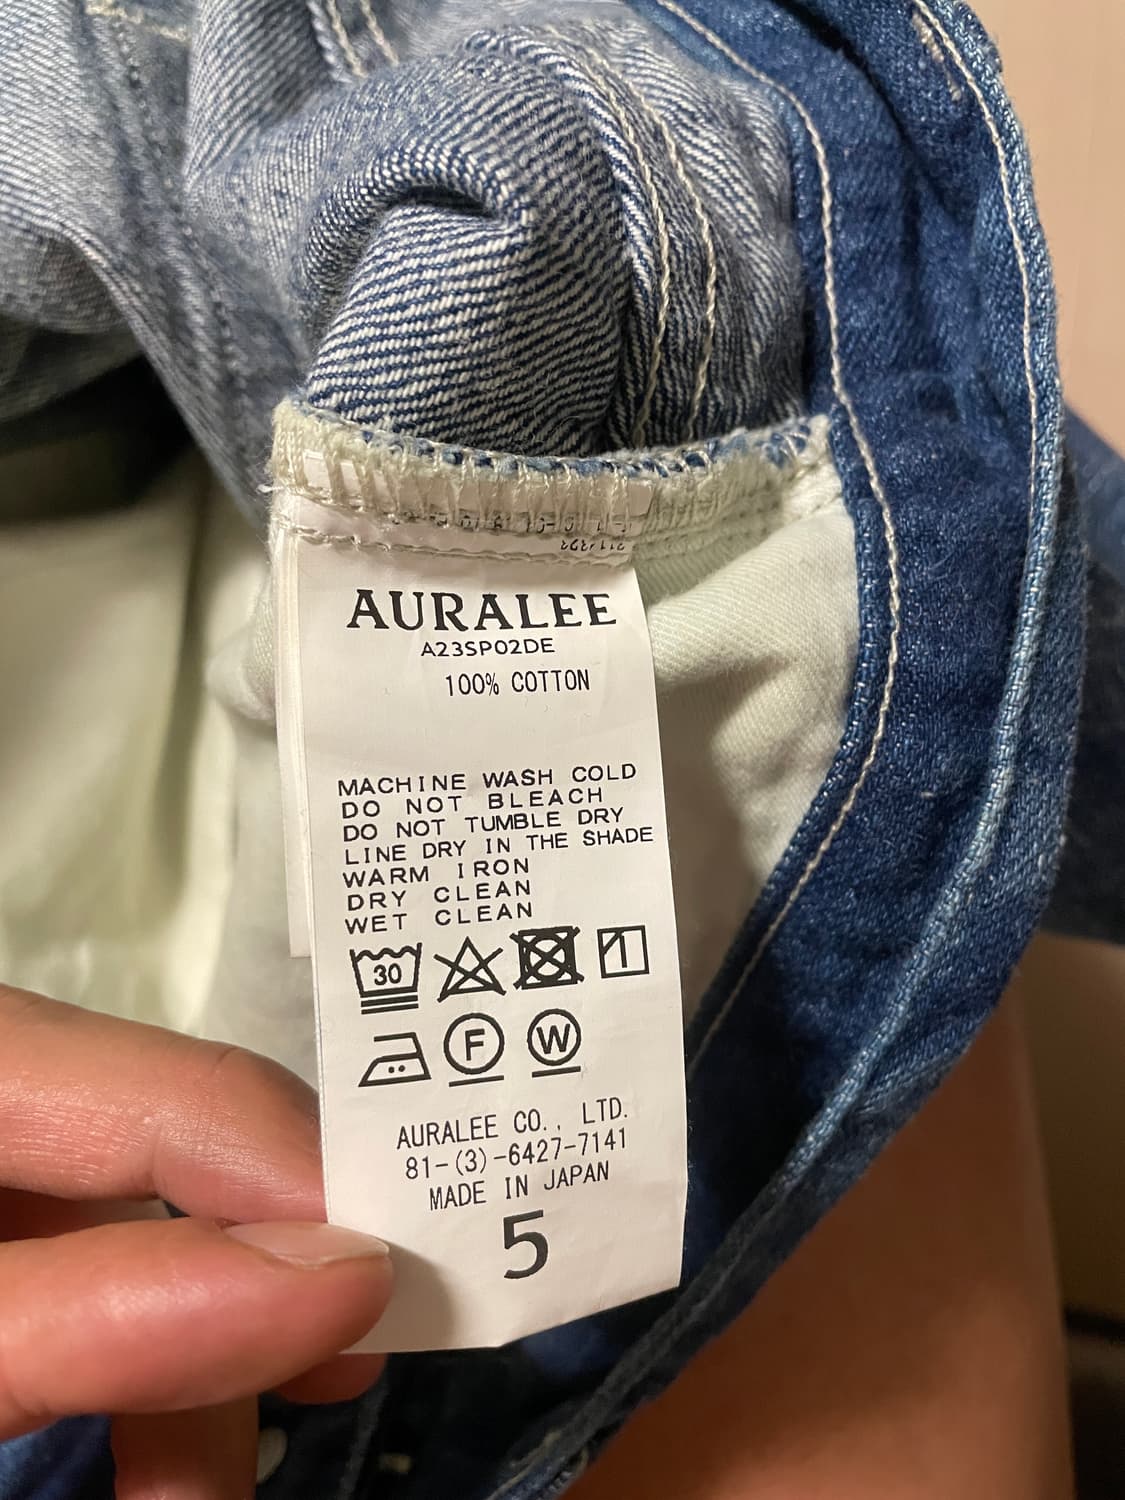 AURALEE
A23SP02DE
100% COTTON
MACHINE WASH COLD
DO NOT BLEACH
DO NOT TUMBLE DRY
LINE DRY IN THE SHADE
WARM IRON
DRY CLEAN
WET CLEAN
30
F W
AURALEE CO., LTD.
81-(3)-6427-7141
MADE IN JAPAN
5